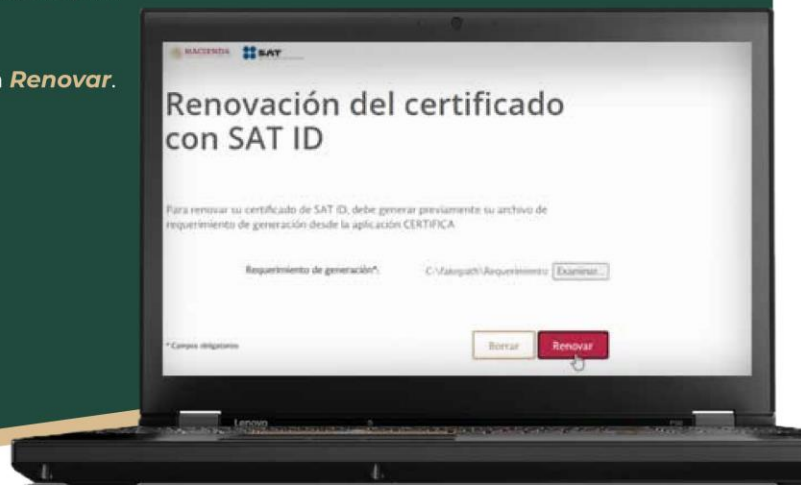 Renovar.
HACIENDA SAT
Renovación del certificado
con SAT ID
Para renovar su certificado de SAT ID, debe generar previamente su archivo de
requerimiento de generación desde la aplicación CERTIFICA
Requerimiento de generación*: C:\fakepath\Requerimiento Examinar...
* Campos obligatorios Borrar Renovar
Lenovo